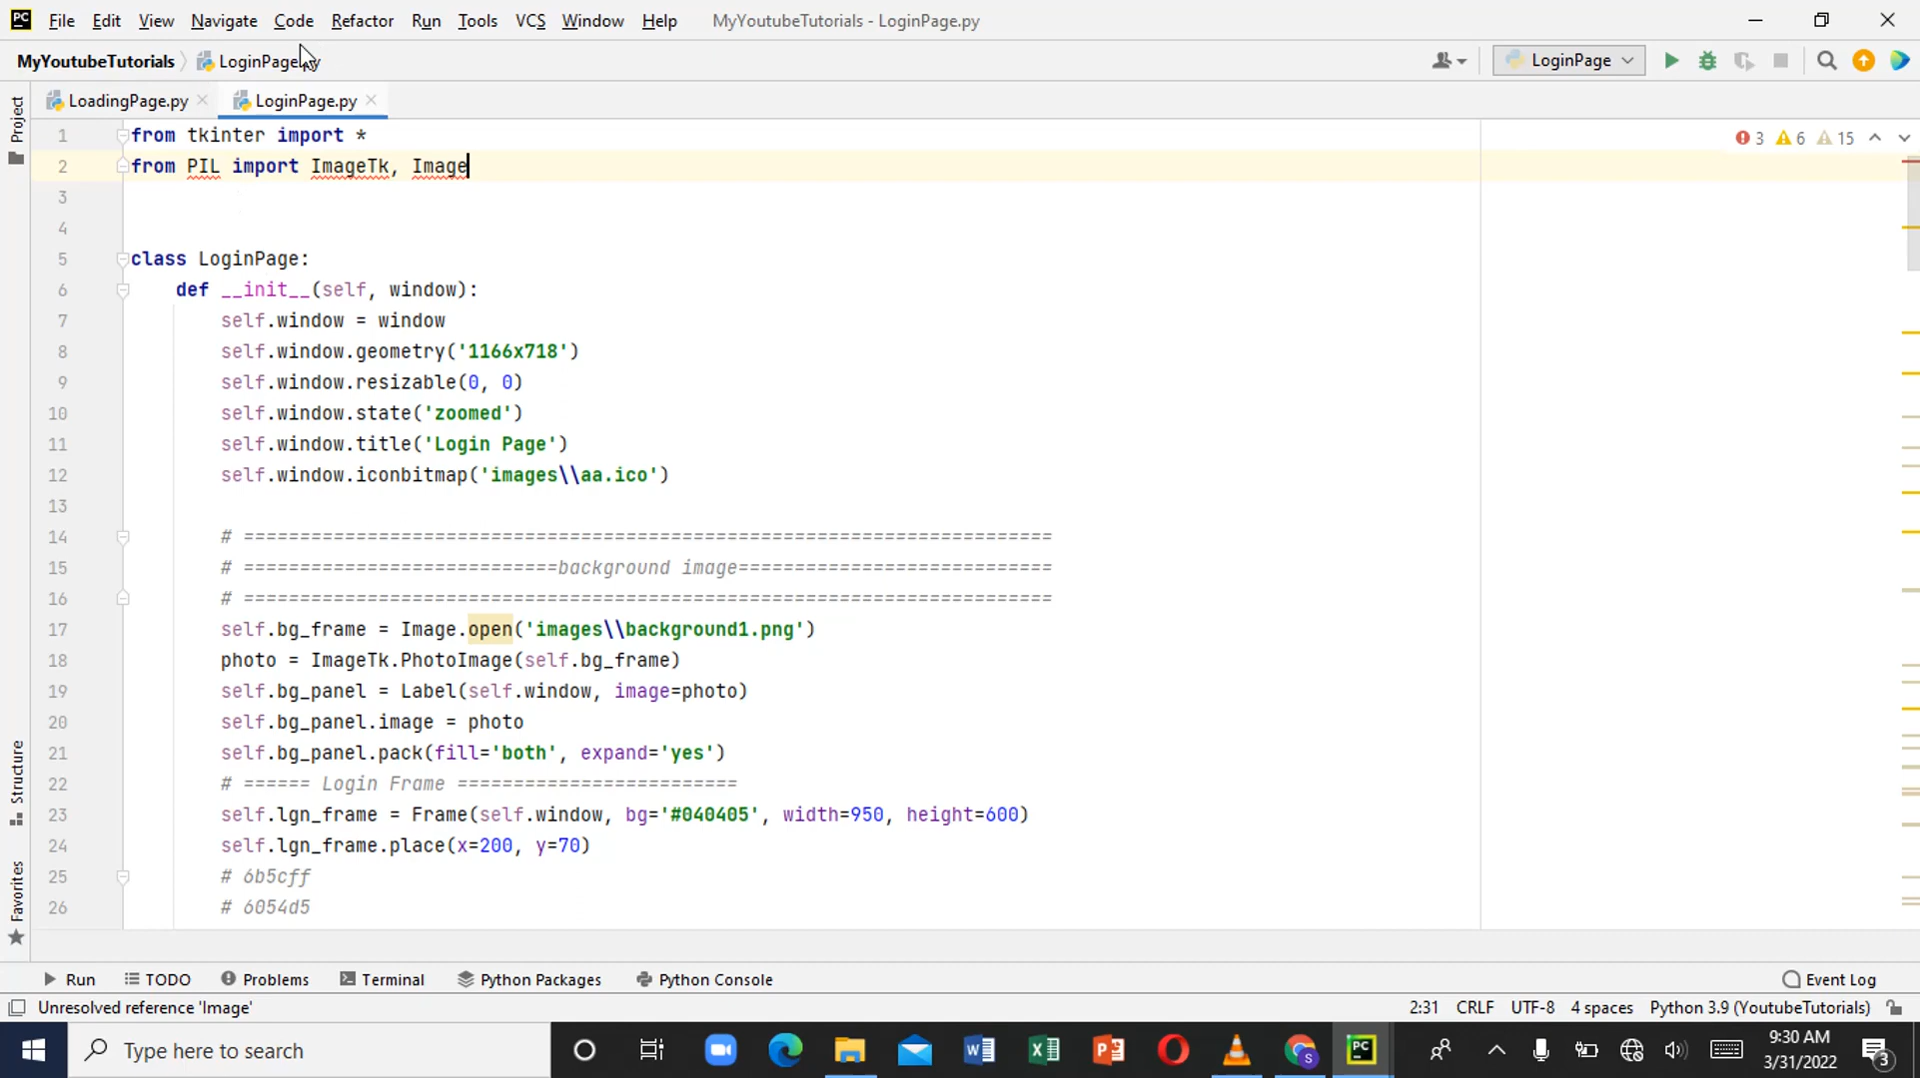 PC File Edit View Navigate Code Refactor Run Tools VCS Window Help MyYoutubeTutorials - LoginPage.py
MyYoutubeTutorials LoginPage.py LoginPage
Project LoadingPage.py LoginPage.py
1 from tkinter import *
3 6 15
2 from PIL import ImageTk, Image
3
4
5 class LoginPage:
6 def __init__(self, window):
7 self.window = window
8 self.window.geometry('1166x718')
9 self.window.resizable(0, 0)
10 self.window.state('zoomed')
11 self.window.title('Login Page')
12 self.window.iconbitmap('images\\aa.ico')
13
14 # ========================================================================
15 # ============================background image============================
16 # ========================================================================
17 self.bg_frame = Image.open('images\\background1.png')
18 photo = ImageTk.PhotoImage(self.bg_frame)
19 self.bg_panel = Label(self.window, image=photo)
20 self.bg_panel.image = photo
21 self.bg_panel.pack(fill='both', expand='yes')
22 # ====== Login Frame =========================
23 self.lgn_frame = Frame(self.window, bg='#040405', width=950, height=600)
24 self.lgn_frame.place(x=200, y=70)
25 # 6b5cff
26 # 6054d5
Structure
Favorites
Run TODO Problems Terminal Python Packages Python Console Event Log
Unresolved reference 'Image' 2:31 CRLF UTF-8 4 spaces Python 3.9 (YoutubeTutorials)
Type here to search
S
PC
9:30 AM
3/31/2022
3